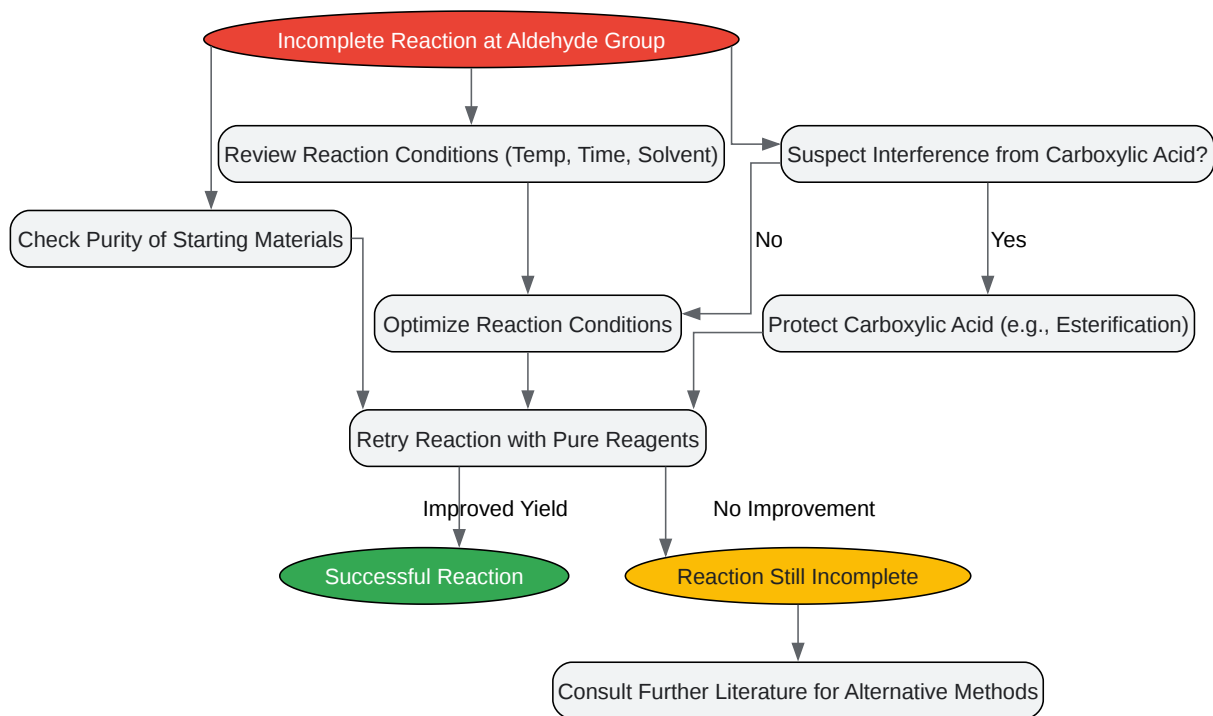 Incomplete Reaction at Aldehyde Group
Review Reaction Conditions (Temp, Time, Solvent)
Suspect Interference from Carboxylic Acid?
Check Purity of Starting Materials
No
Yes
Optimize Reaction Conditions
Protect Carboxylic Acid (e.g., Esterification)
Retry Reaction with Pure Reagents
Improved Yield
No Improvement
Successful Reaction
Reaction Still Incomplete
Consult Further Literature for Alternative Methods